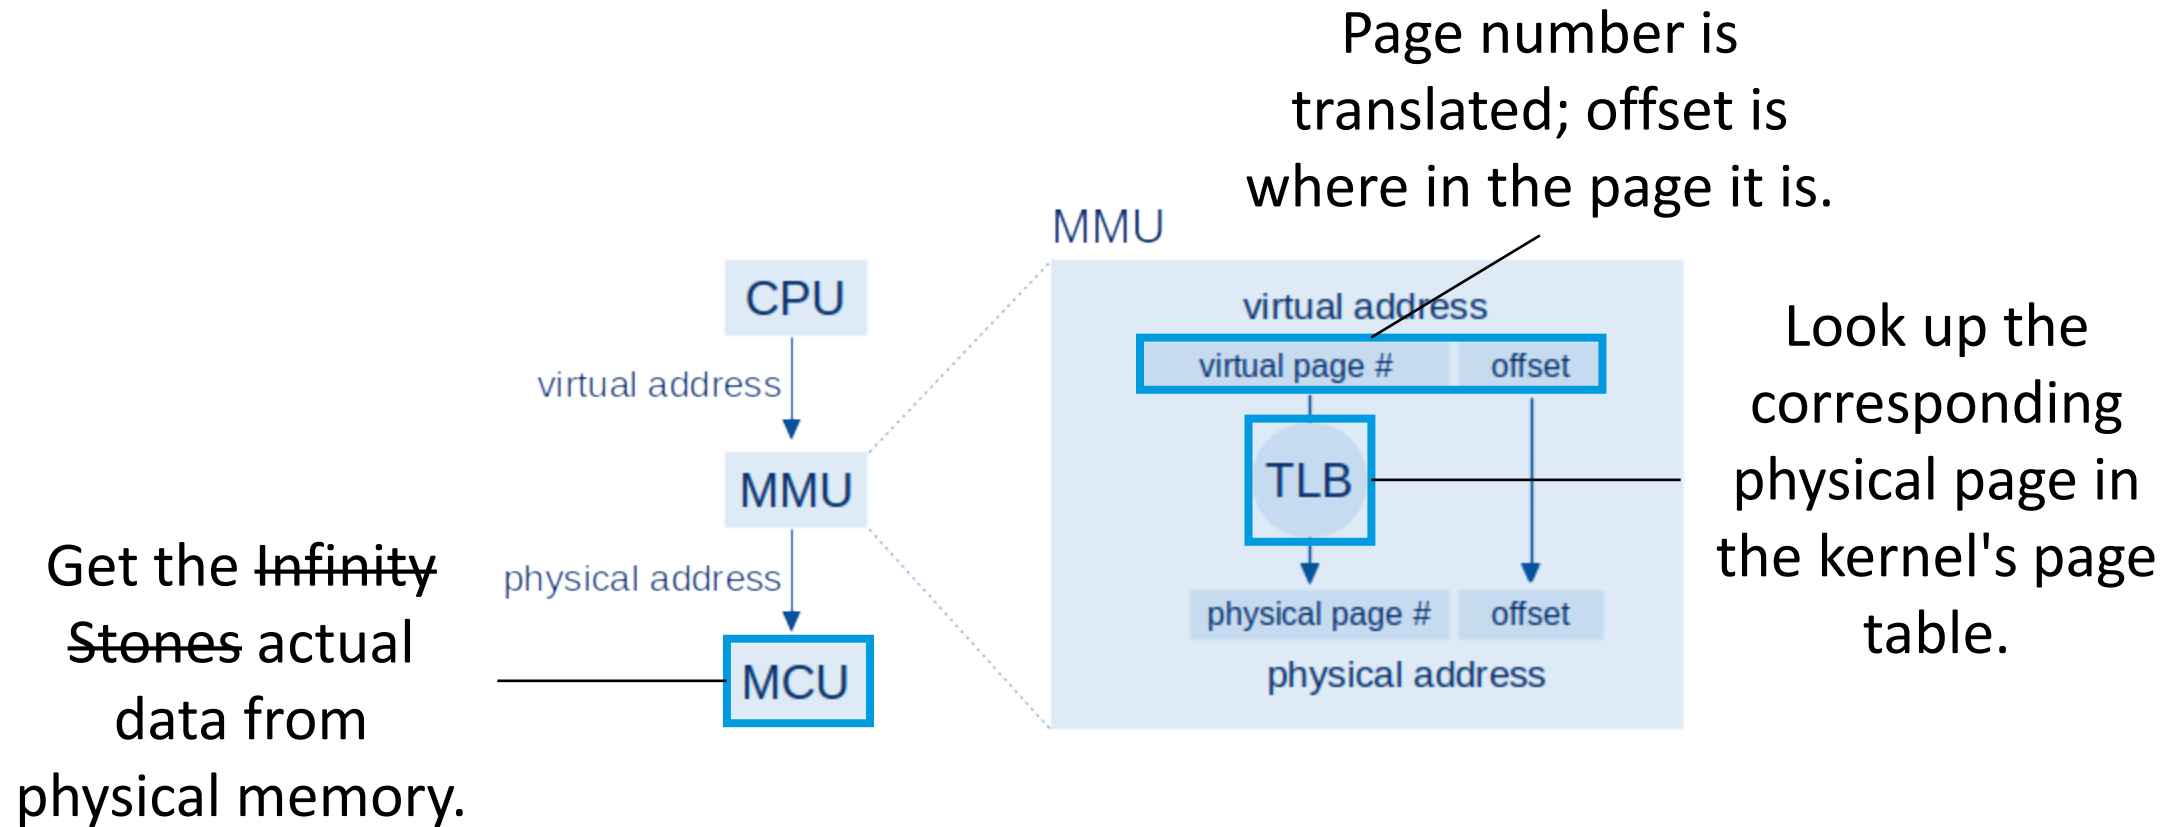 Page number is
translated; offset is
where in the page it is.
MMU
CPU
virtual address
MMU
physical address
MCU
virtual address
virtual page # offset
TLB
physical page # offset
physical address
Look up the
corresponding
physical page in
the kernel's page
table.
Get the Infinity
Stones actual
data from
physical memory.